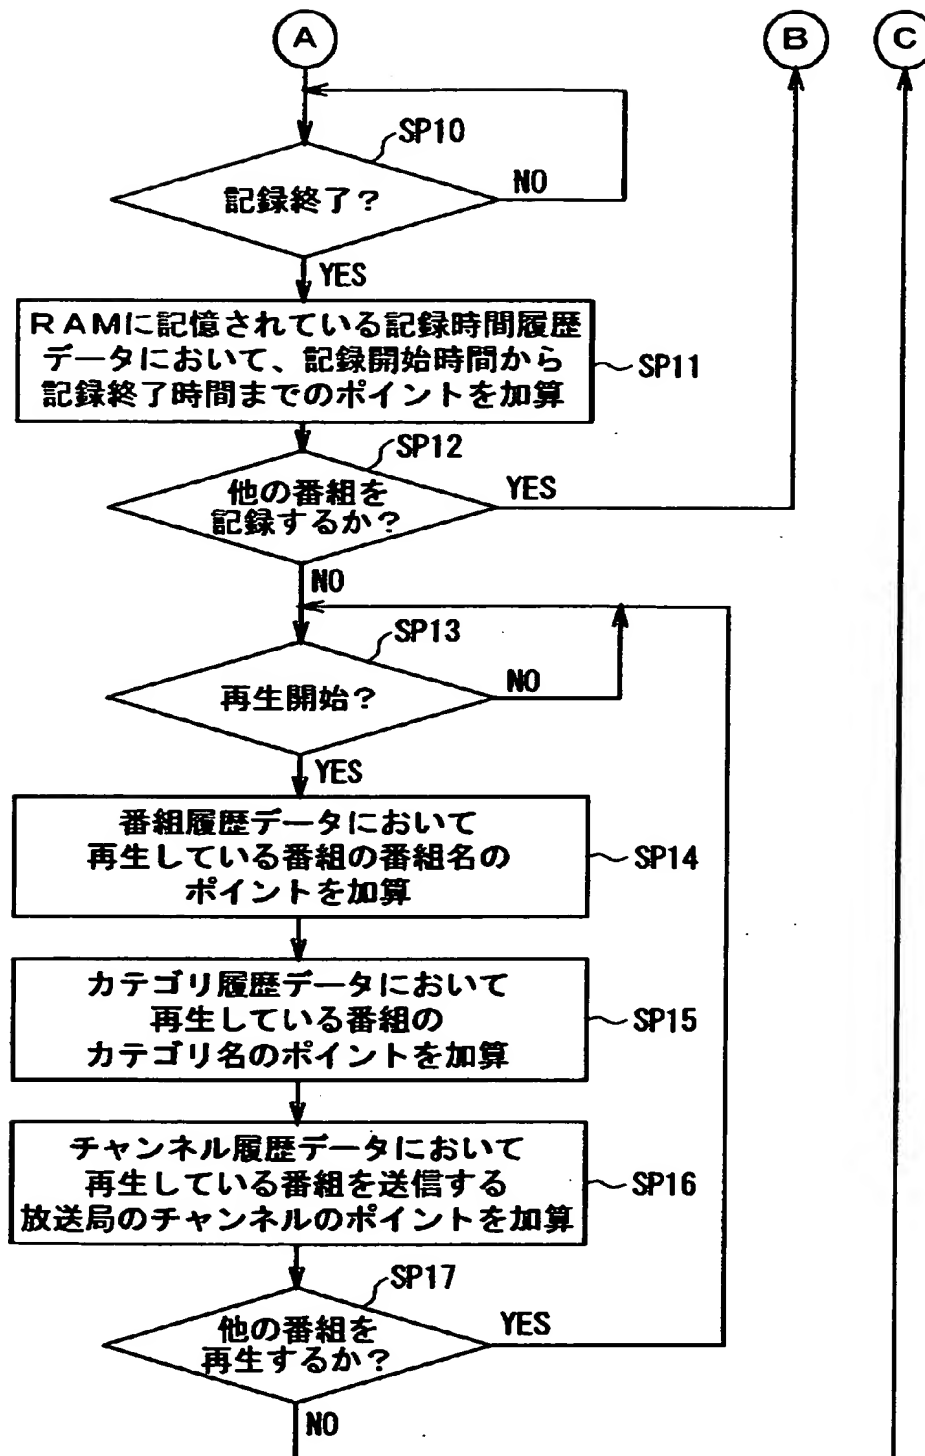 A
B
C
SP10
記録終了?
NO
YES
RAMに記憶されている記録時間履歴
データにおいて、記録開始時間から
記録終了時間までのポイントを加算
SP11
SP12
他の番組を
記録するか?
YES
NO
SP13
再生開始?
NO
YES
番組履歴データにおいて
再生している番組の番組名の
ポイントを加算
SP14
カテゴリ履歴データにおいて
再生している番組の
カテゴリ名のポイントを加算
SP15
チャンネル履歴データにおいて
再生している番組を送信する
放送局のチャンネルのポイントを加算
SP16
SP17
他の番組を
再生するか?
YES
NO